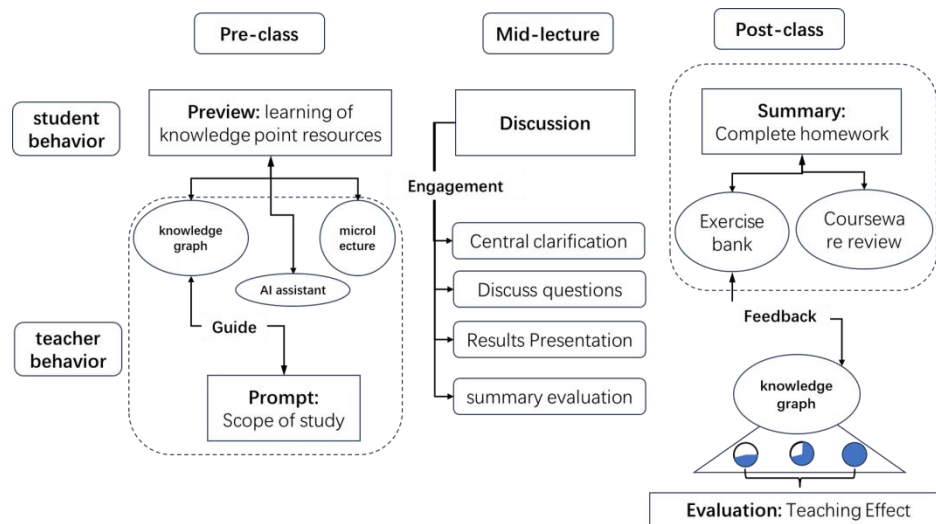 Pre-class
Mid-lecture
Post-class
student
behavior
Preview: learning of
knowledge point resources
Discussion
Summary:
Complete homework
Engagement
knowledge
graph
microl
ecture
AI assistant
Central clarification
Discuss questions
Results Presentation
summary evaluation
Exercise
bank
Coursewa
re review
teacher
behavior
Guide
Prompt:
Scope of study
Feedback
knowledge
graph
Evaluation: Teaching Effect